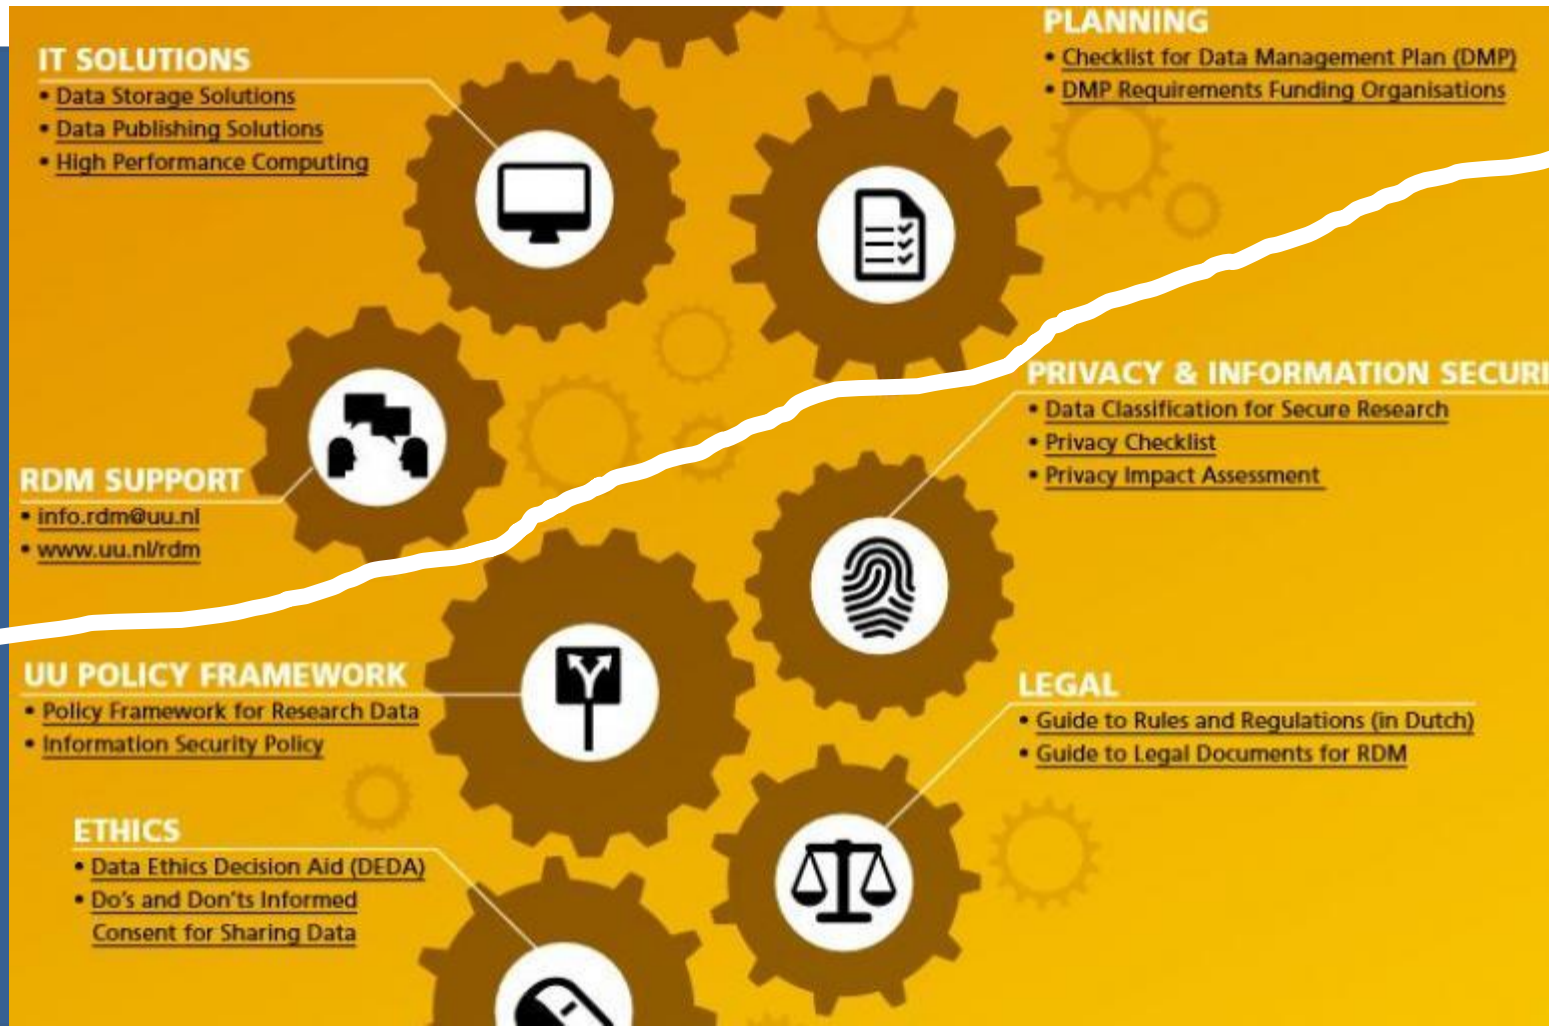 IT SOLUTIONS
• Data Storage Solutions
• Data Publishing Solutions
• High Performance Computing
PLANNING
• Checklist for Data Management Plan (DMP)
• DMP Requirements Funding Organisations
RDM SUPPORT
• info.rdm@uu.nl
• www.uu.nl/rdm
PRIVACY & INFORMATION SECURI
• Data Classification for Secure Research
• Privacy Checklist
• Privacy Impact Assessment
UU POLICY FRAMEWORK
• Policy Framework for Research Data
• Information Security Policy
LEGAL
• Guide to Rules and Regulations (in Dutch)
• Guide to Legal Documents for RDM
ETHICS
• Data Ethics Decision Aid (DEDA)
• Do's and Don'ts Informed
Consent for Sharing Data